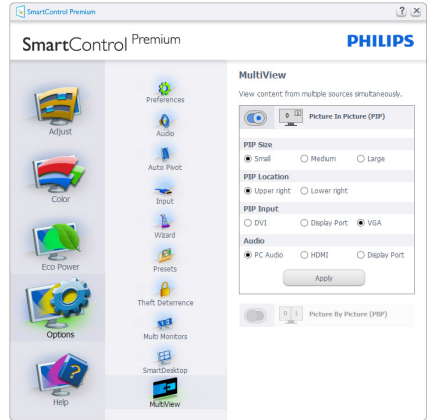 SmartControl Premium
? ×
SmartControl Premium
PHILIPS
Adjust
Color
Eco Power
Options
Help
Preferences
Audio
Auto Pivot
Input
Wizard
Presets
Theft Deterrence
Multi Monitors
SmartDesktop
MultiView
MultiView
View content from multiple sources simultaneously.
Picture In Picture (PIP)
PIP Size
Small Medium Large
PIP Location
Upper right Lower right
PIP Input
DVI Display Port VGA
Audio
PC Audio HDMI Display Port
Apply
0 1 Picture By Picture (PBP)